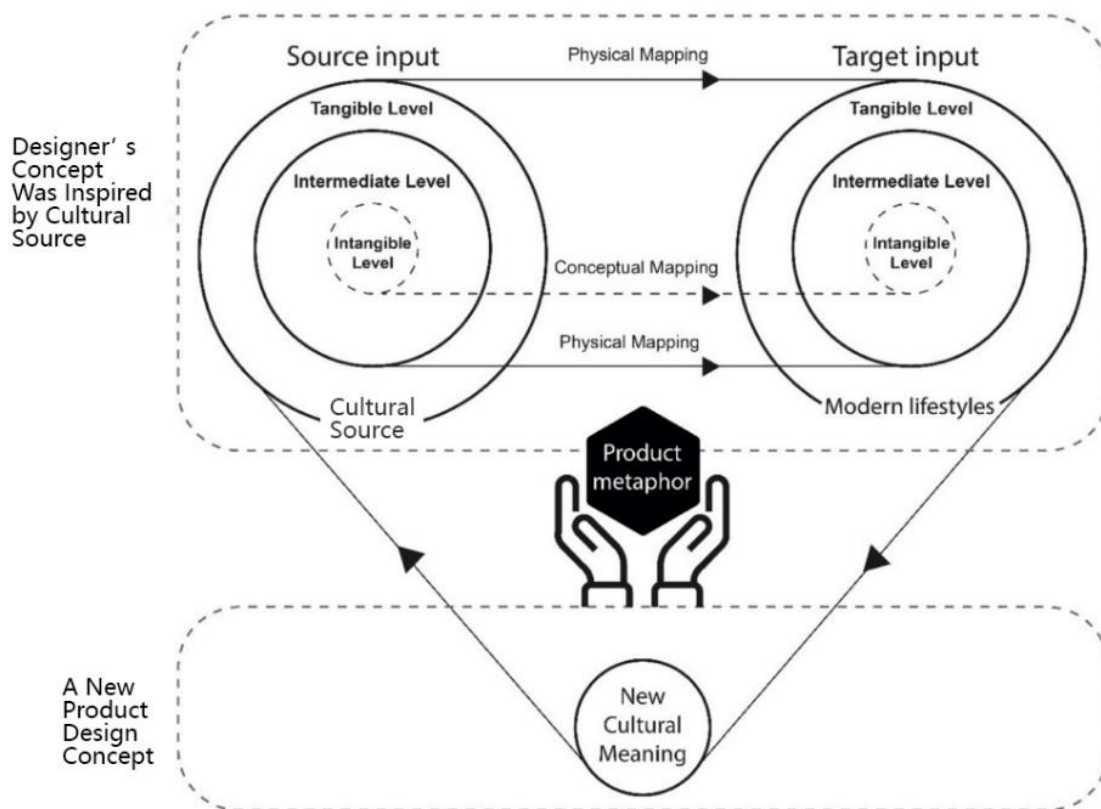 Source input
Physical Mapping
Target input
Tangible Level
Tangible Level
Designer’ s
Concept
Was Inspired
by Cultural
Source
Intermediate Level
Intermediate Level
Intangible
Level
Intangible
Level
Conceptual Mapping
Physical Mapping
Cultural
Source
Modern lifestyles
Product
metaphor
A New
Product
Design
Concept
New
Cultural
Meaning